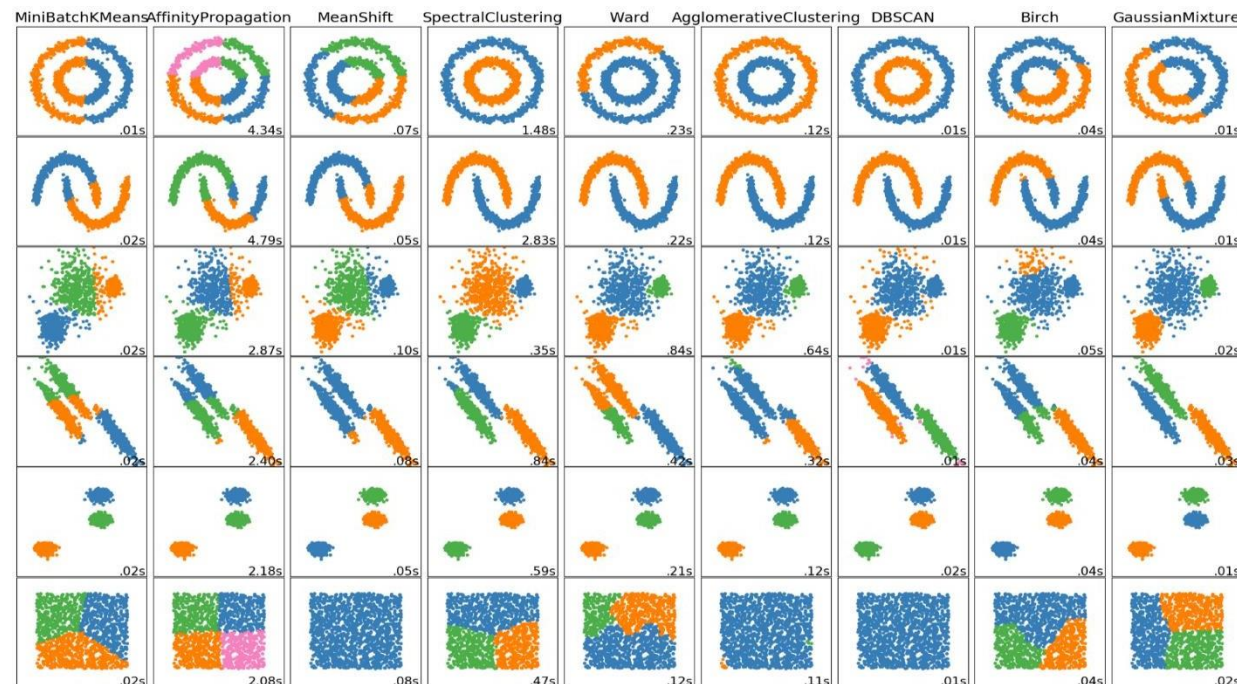 MiniBatchKMeans AffinityPropagation MeanShift SpectralClustering Ward AgglomerativeClustering DBSCAN Birch GaussianMixture
.01s 4.34s .07s 1.48s .23s .12s .01s .04s .01s
.02s 4.79s .05s 2.83s .22s .12s .01s .04s .01s
.02s 2.87s .10s .35s .84s .64s .01s .05s .02s
.02s 2.40s .08s .84s .42s .32s .01s .04s .03s
.02s 2.18s .05s .59s .21s .12s .02s .04s .01s
.02s 2.08s .08s .47s .12s .11s .01s .04s .02s